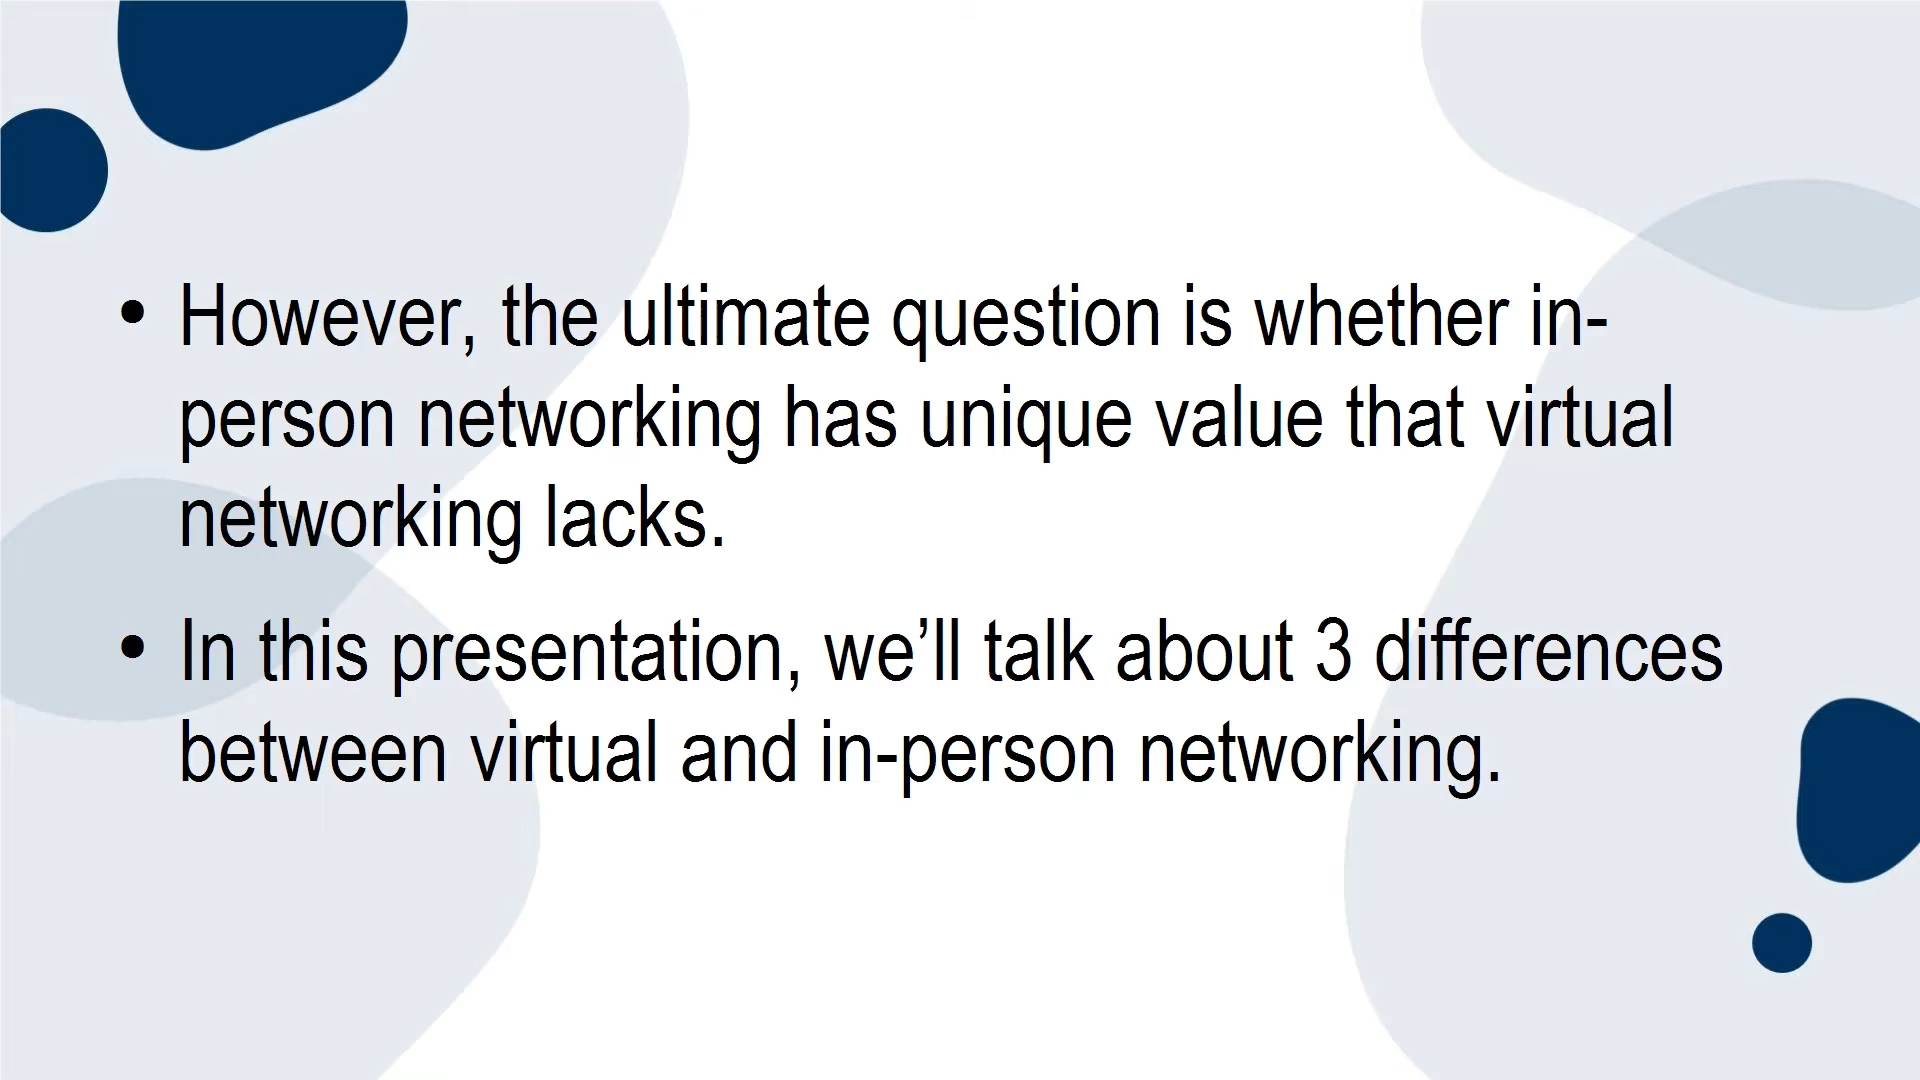 • However, the ultimate question is whether in-
person networking has unique value that virtual
networking lacks.
• In this presentation, we’ll talk about 3 differences
between virtual and in-person networking.